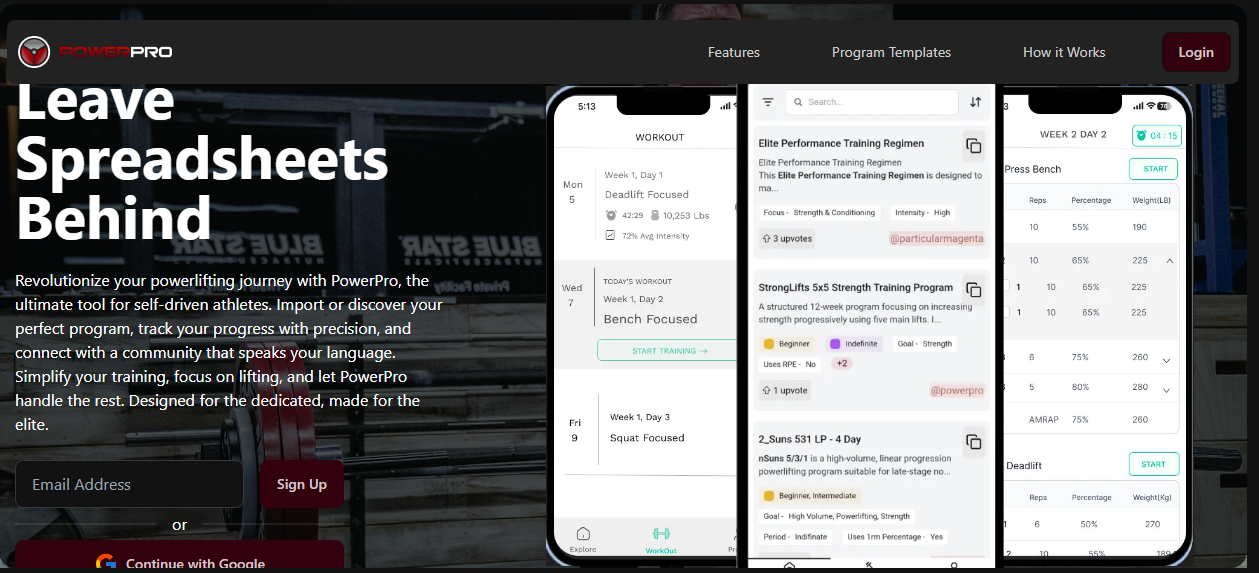 POWERPRO
Features
Program Templates
How it Works
Login
Leave
Spreadsheets
Behind
Revolutionize your powerlifting journey with PowerPro, the
ultimate tool for self-driven athletes. Import or discover your
perfect program, track your progress with precision, and
connect with a community that speaks your language.
Simplify your training, focus on lifting, and let PowerPro
handle the rest. Designed for the dedicated, made for the
elite.
Email Address
Sign Up
or
Continue with Google
BLUE STAR
BLUE STAR
NUTRACEUTICALS
Private Facility
5:13
WORKOUT
Mon
5
Week 1, Day 1
Deadlift Focused
42:29 10,253 Lbs
72% Avg Intensity
Wed
7
TODAY'S WORKOUT
Week 1, Day 2
Bench Focused
START TRAINING →
Fri
9
Week 1, Day 3
Squat Focused
Explore
WorkOut
Search...
Elite Performance Training Regimen
Elite Performance Training Regimen
This Elite Performance Training Regimen is designed to
ma...
Focus - Strength & Conditioning
Intensity - High
3 upvotes
@particularmagenta
StrongLifts 5x5 Strength Training Program
A structured 12-week program focusing on increasing
strength progressively using five main lifts. I...
Beginner
Indefinite
Goal - Strength
Uses RPE - No
+2
1 upvote
@powerpro
2_Suns 531 LP - 4 Day
nSuns 5/3/1 is a high-volume, linear progression
powerlifting program suitable for late-stage no...
Beginner, Intermediate
Goal - High Volume, Powerlifting, Strength
Period - Indifinate
Uses 1rm Percentage - Yes
3
76
WEEK 2 DAY 2
04 : 15
Press Bench
START
Reps Percentage Weight(LB)
10 55% 190
2 10 65% 225
1 10 65% 225
1 10 65% 225
3 6 75% 260
5 80% 280
AMRAP 75% 260
Deadlift
START
Reps Percentage Weight(Kg)
1 6 50% 270
2 10 55% 189